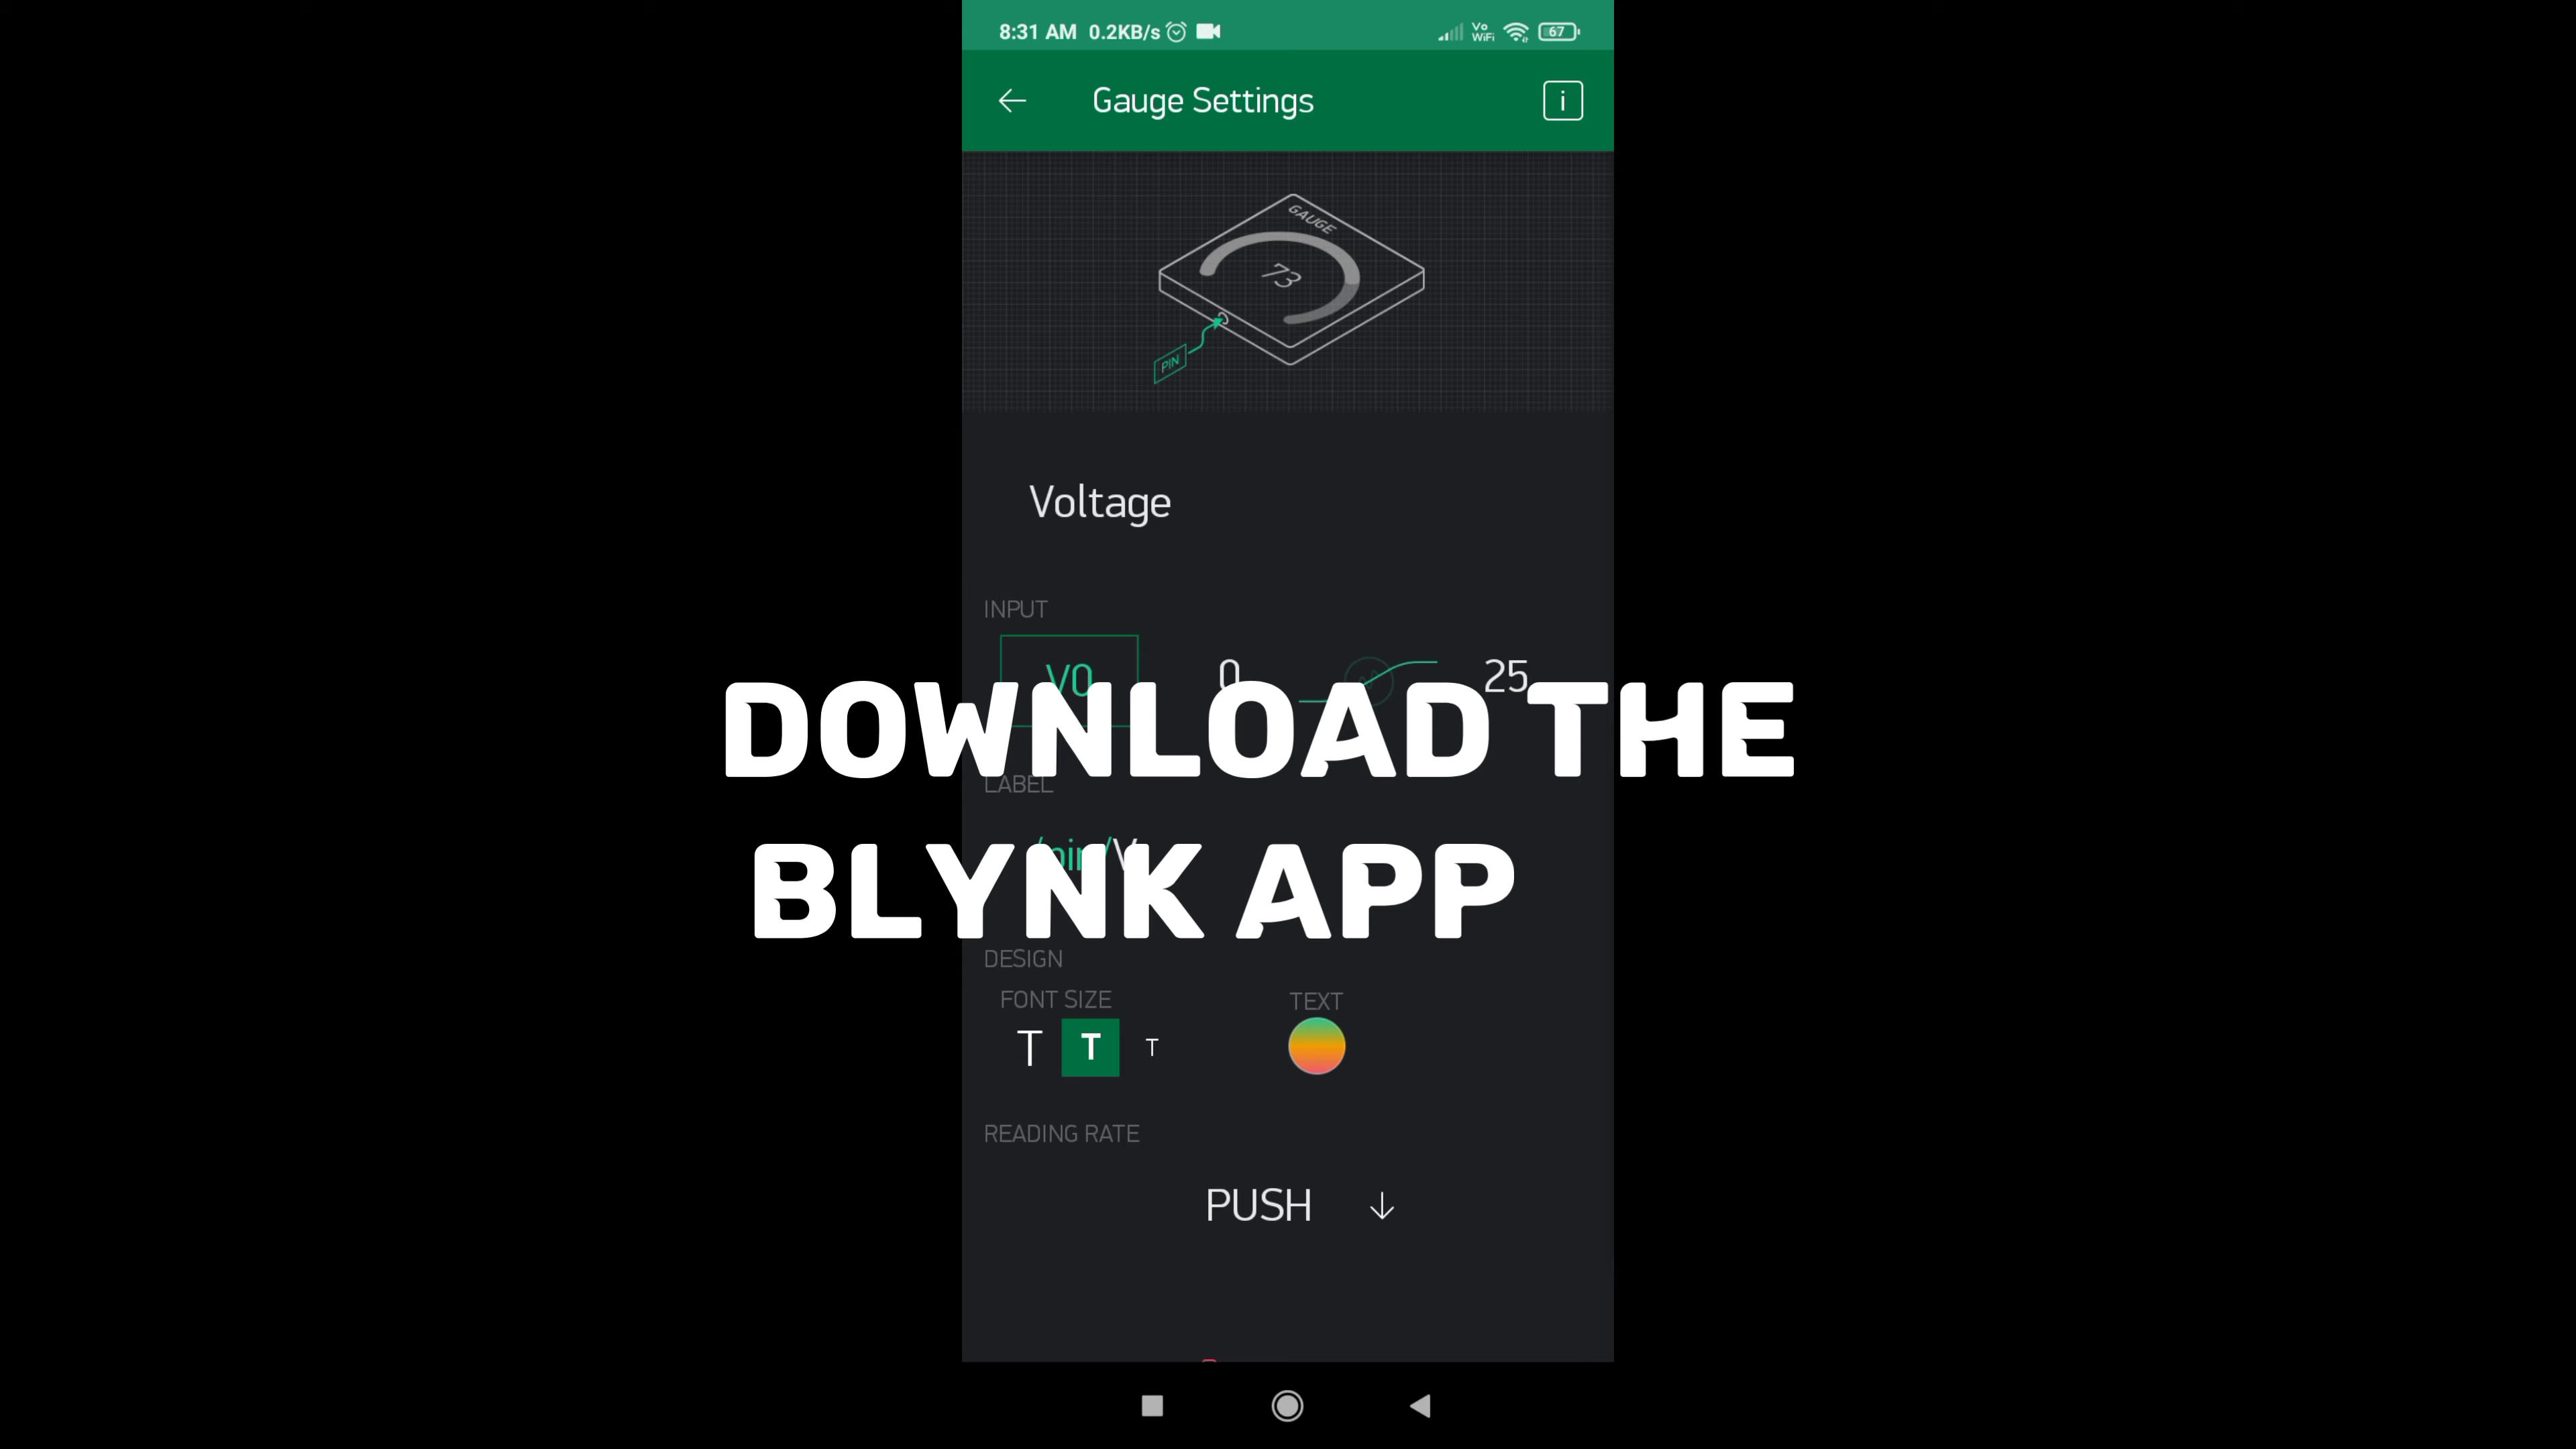 8:31 AM 0.2KB/s Vo WiFi 67
Gauge Settings i
GAUGE
73
PIN
Voltage
INPUT
V0 0 25
DOWNLOAD THE
LABEL
BLYNK APP
DESIGN
FONT SIZE TEXT
T T T
READING RATE
PUSH